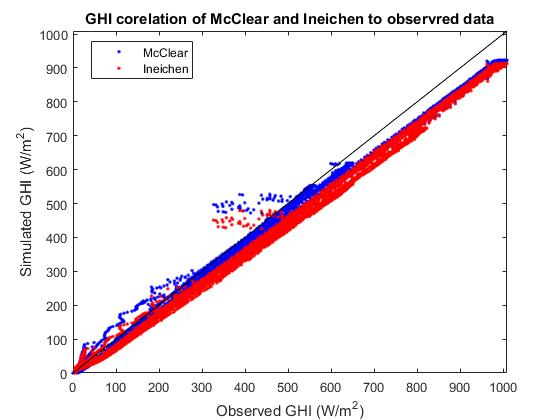 GHI corelation of McClear and Ineichen to observred data
McClear
Ineichen
1000
900
800
700
600
500
400
300
200
100
0
Simulated GHI (W/m²)
0 100 200 300 400 500 600 700 800 900 1000
Observed GHI (W/m²)